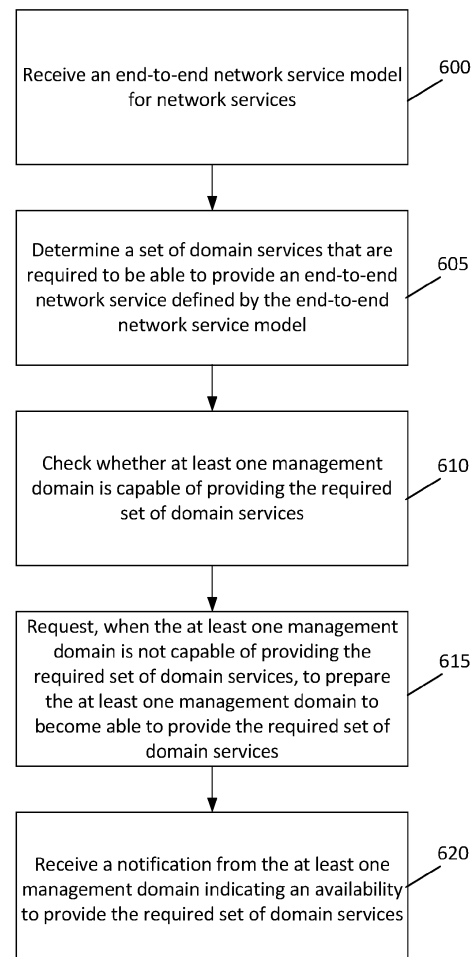 Receive an end-to-end network service model
for network services
600
Determine a set of domain services that are
required to be able to provide an end-to-end
network service defined by the end-to-end
network service model
605
Check whether at least one management
domain is capable of providing the required
set of domain services
610
Request, when the at least one management
domain is not capable of providing the
required set of domain services, to prepare
the at least one management domain to
become able to provide the required set of
domain services
615
Receive a notification from the at least one
management domain indicating an availability
to provide the required set of domain services
620